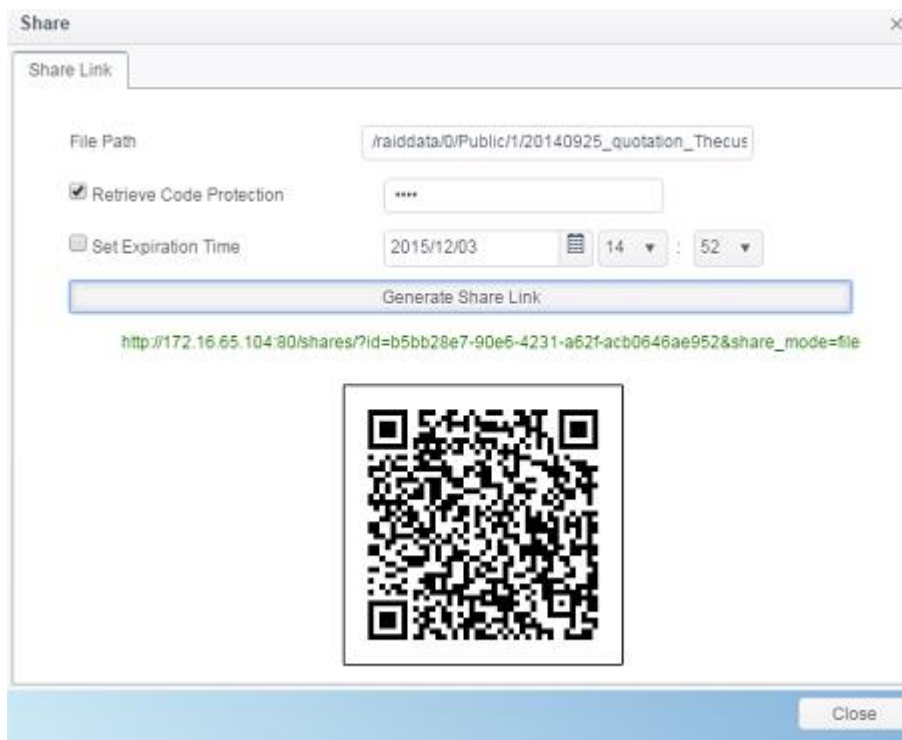 Share
Share Link
File Path /raiddata/0/Public/1/20140925_quotation_Thecus
Retrieve Code Protection ••••
Set Expiration Time 2015/12/03 14 : 52
Generate Share Link
http://172.16.65.104:80/shares/?id=b5bb28e7-90e6-4231-a62f-acb0646ae952&share_mode=file
Close